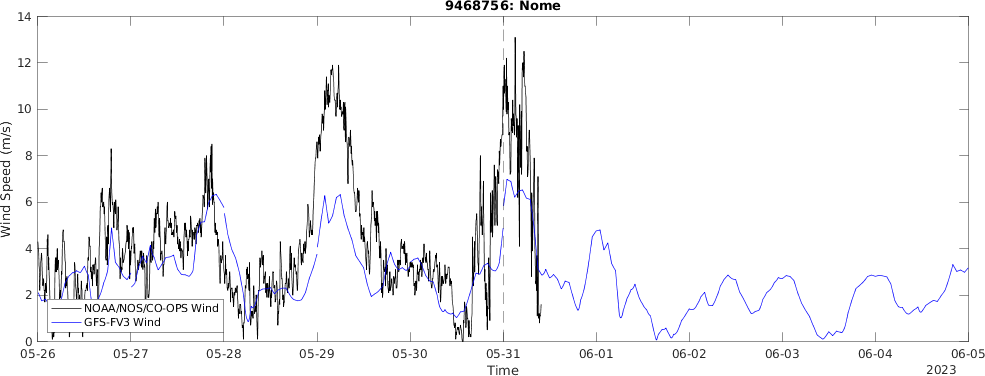 9468756: Nome
14
12
10
8
6
4
2
0
Wind Speed (m/s)
NOAA/NOS/CO-OPS Wind
GFS-FV3 Wind
05-26 05-27 05-28 05-29 05-30 05-31 06-01 06-02 06-03 06-04 06-05
Time
2023